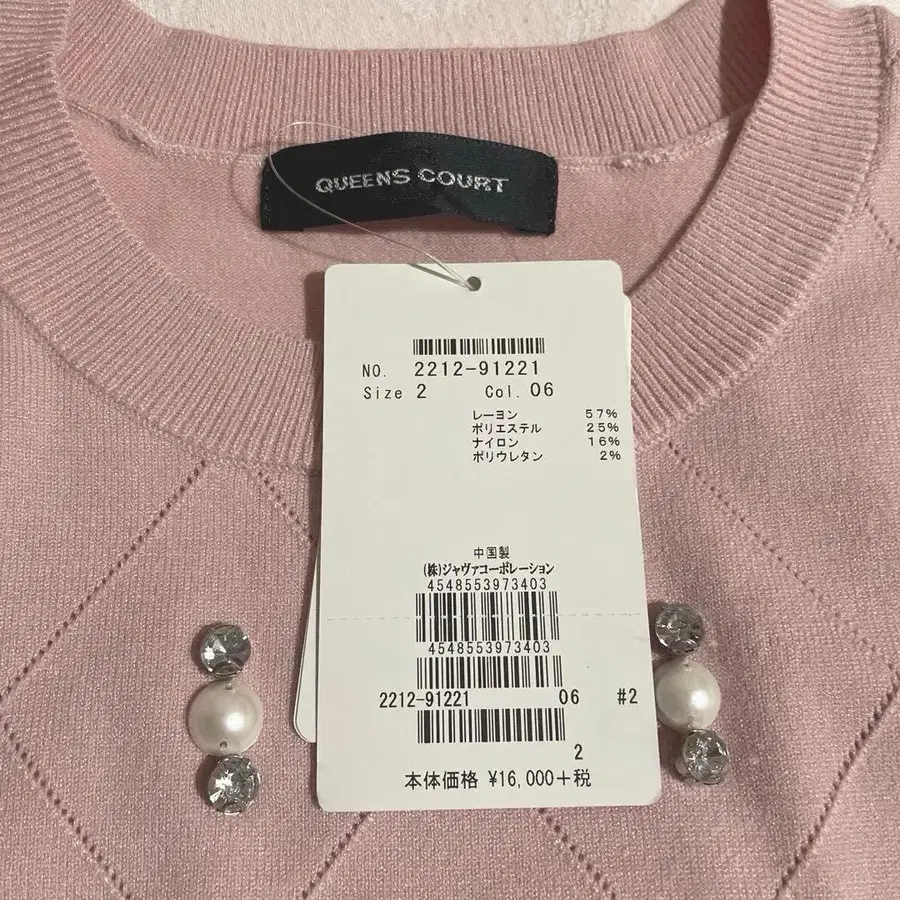 QUEENS COURT
NO. 2212-91221
Size 2 Col. 06
レーヨン 57%
ポリエステル 25%
ナイロン 16%
ポリウレタン 2%
中国製
(株)ジャヴァコーポレーション
4548553973403
4548553973403
2212-91221 06 #2
2
本体価格 ¥16,000+税